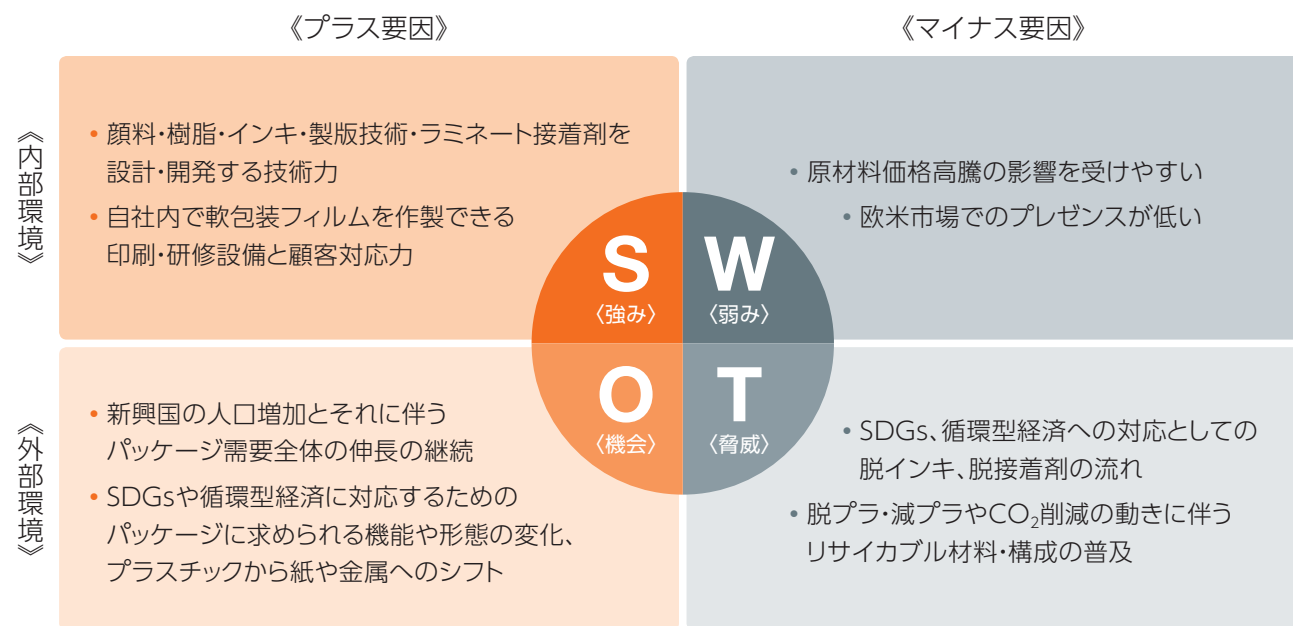 《プラス要因》
《マイナス要因》
《内部環境》
• 顔料・樹脂・インキ・製版技術・ラミネート接着剤を
設計・開発する技術力
• 自社内で軟包装フィルムを作製できる
印刷・研修設備と顧客対応力
• 原材料価格高騰の影響を受けやすい
• 欧米市場でのプレゼンスが低い
S
〈強み〉
W
〈弱み〉
O
〈機会〉
T
〈脅威〉
《外部環境》
• 新興国の人口増加とそれに伴う
パッケージ需要全体の伸長の継続
• SDGsや循環型経済に対応するための
パッケージに求められる機能や形態の変化、
プラスチックから紙や金属へのシフト
• SDGs、循環型経済への対応としての
脱インキ、脱接着剤の流れ
• 脱プラ・減プラやCO₂削減の動きに伴う
リサイカブル材料・構成の普及